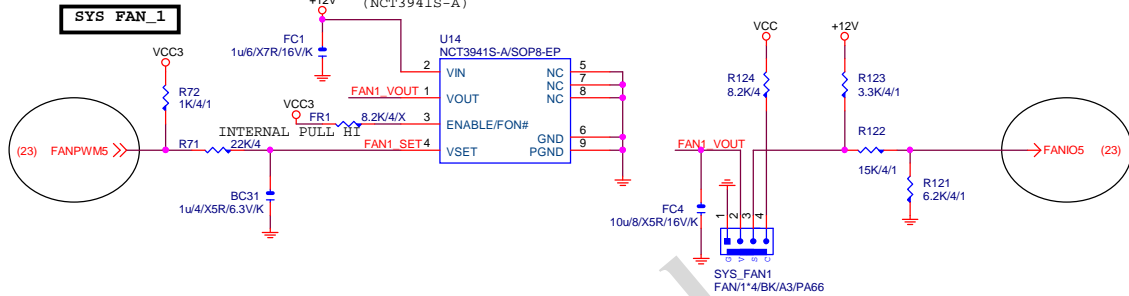 SYS FAN_1
+12V
(NCT3941S-A)
FC1
1u/6/X7R/16V/K
U14
NCT3941S-A/SOP8-EP
VCC3
R72
1K/4/1
2
VIN
NC
5
NC
7
FAN1_VOUT
1
VOUT
NC
8
VCC3
FR1
8.2K/4/X
3
ENABLE/FON#
INTERNAL PULL HI
GND
6
(23)
FANPWM5
R71
22K/4
FAN1_SET
4
VSET
PGND
9
BC31
1u/4/X5R/6.3V/K
VCC
+12V
R124
8.2K/4
R123
3.3K/4/1
FAN1_VOUT
R122
15K/4/1
FANIO5
(23)
R121
6.2K/4/1
FC4
10u/8/X5R/16V/K
1
2
3
4
G
V
S
C
SYS_FAN1
FAN/1*4/BK/A3/PA66